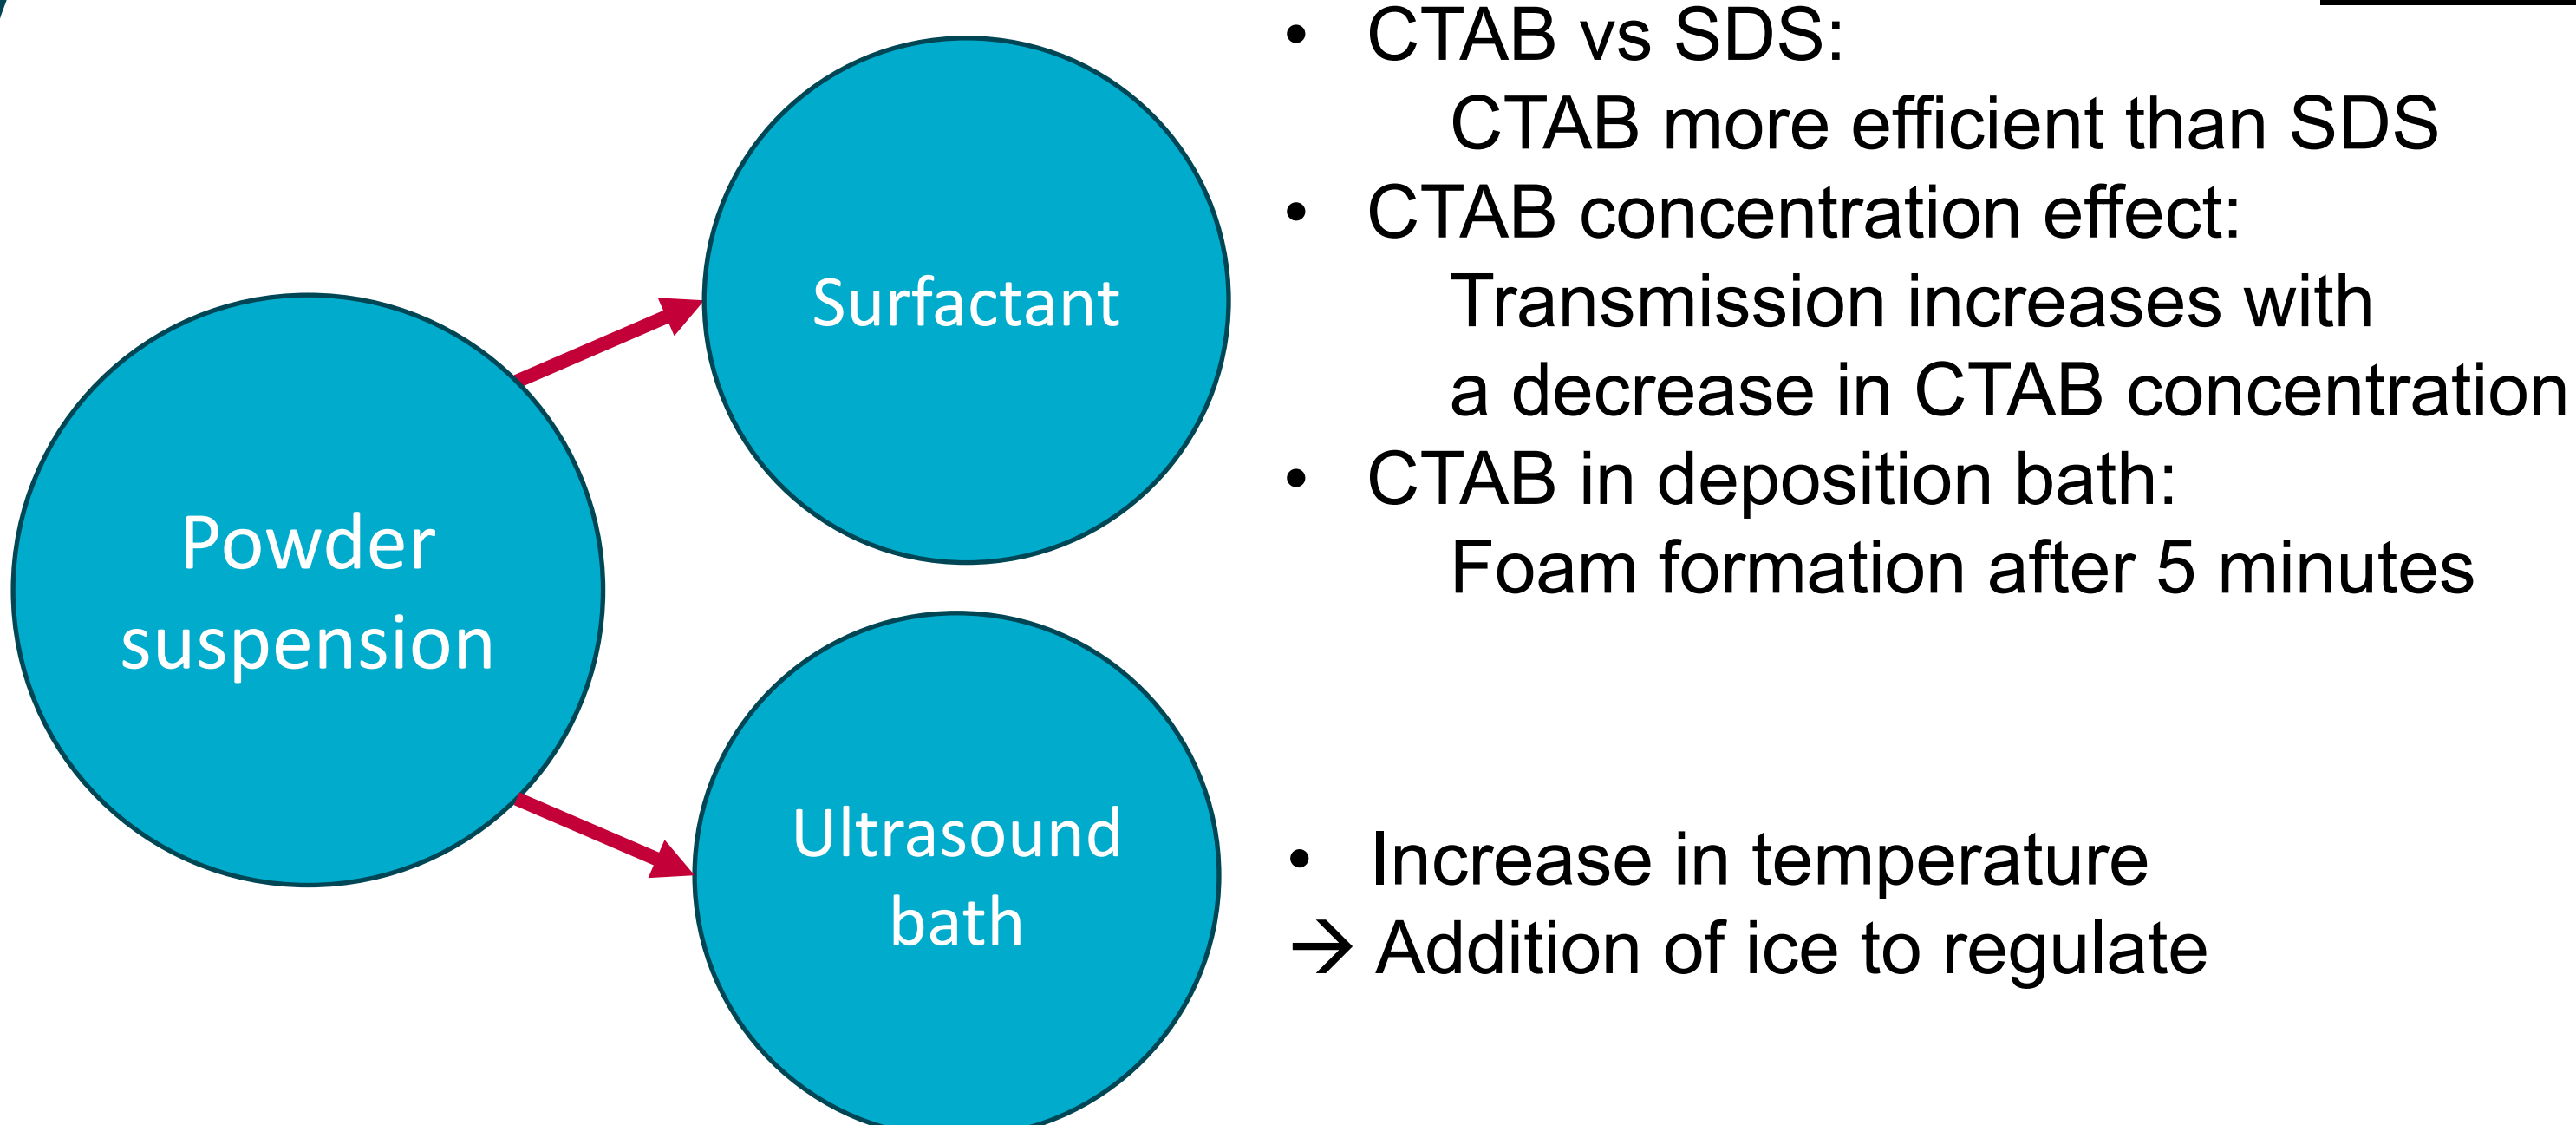 Powder
suspension
Surfactant
Ultrasound
bath
• CTAB vs SDS:
CTAB more efficient than SDS
• CTAB concentration effect:
Transmission increases with
a decrease in CTAB concentration
• CTAB in deposition bath:
Foam formation after 5 minutes
• Increase in temperature
→ Addition of ice to regulate